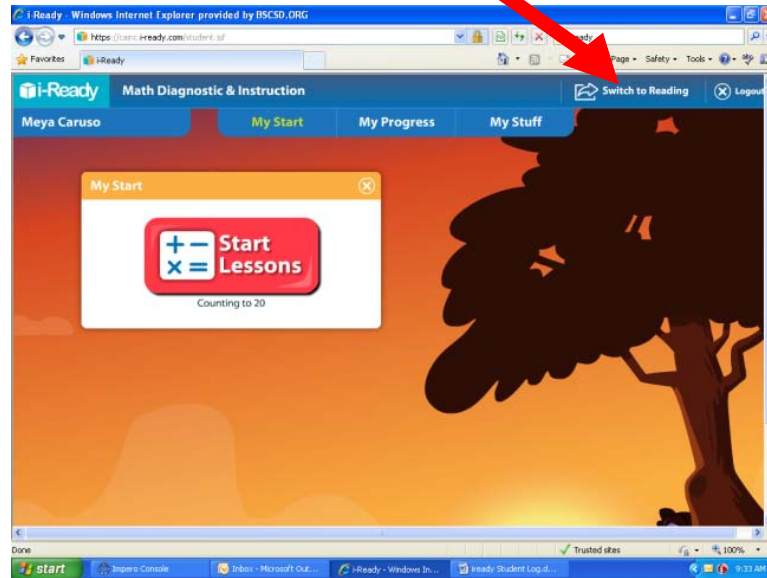 i-Ready - Windows Internet Explorer provided by BSCSD.ORG
https://cainc.i-ready.com/student.jsf
Favorites i-Ready Page Safety Tools
i-Ready Math Diagnostic & Instruction Switch to Reading Logout
Meya Caruso My Start My Progress My Stuff
My Start
+ − × = Start
Lessons
Counting to 20
Done Trusted sites 100%
start Impero Console Inbox - Microsoft Out... i-Ready - Windows In... iready Student Log.d... 9:33 AM